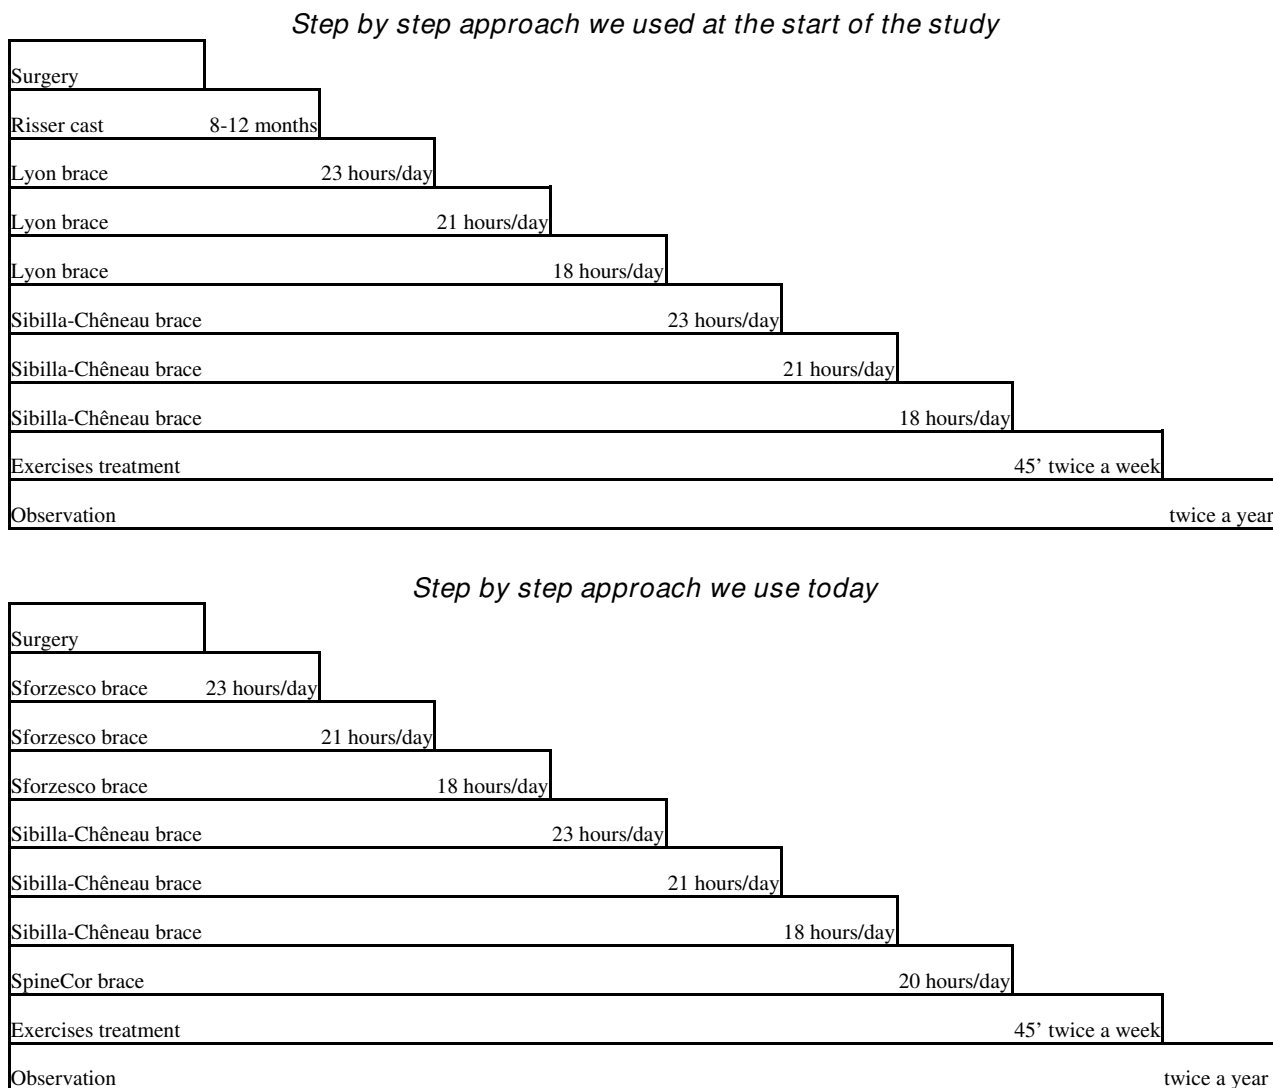 Step by step approach we used at the start of the study
Surgery
Risser cast 8-12 months
Lyon brace 23 hours/day
Lyon brace 21 hours/day
Lyon brace 18 hours/day
Sibilla-Chêneau brace 23 hours/day
Sibilla-Chêneau brace 21 hours/day
Sibilla-Chêneau brace 18 hours/day
Exercises treatment 45’ twice a week
Observation twice a year
Step by step approach we use today
Surgery
Sforzesco brace 23 hours/day
Sforzesco brace 21 hours/day
Sforzesco brace 18 hours/day
Sibilla-Chêneau brace 23 hours/day
Sibilla-Chêneau brace 21 hours/day
Sibilla-Chêneau brace 18 hours/day
SpineCor brace 20 hours/day
Exercises treatment 45’ twice a week
Observation twice a year